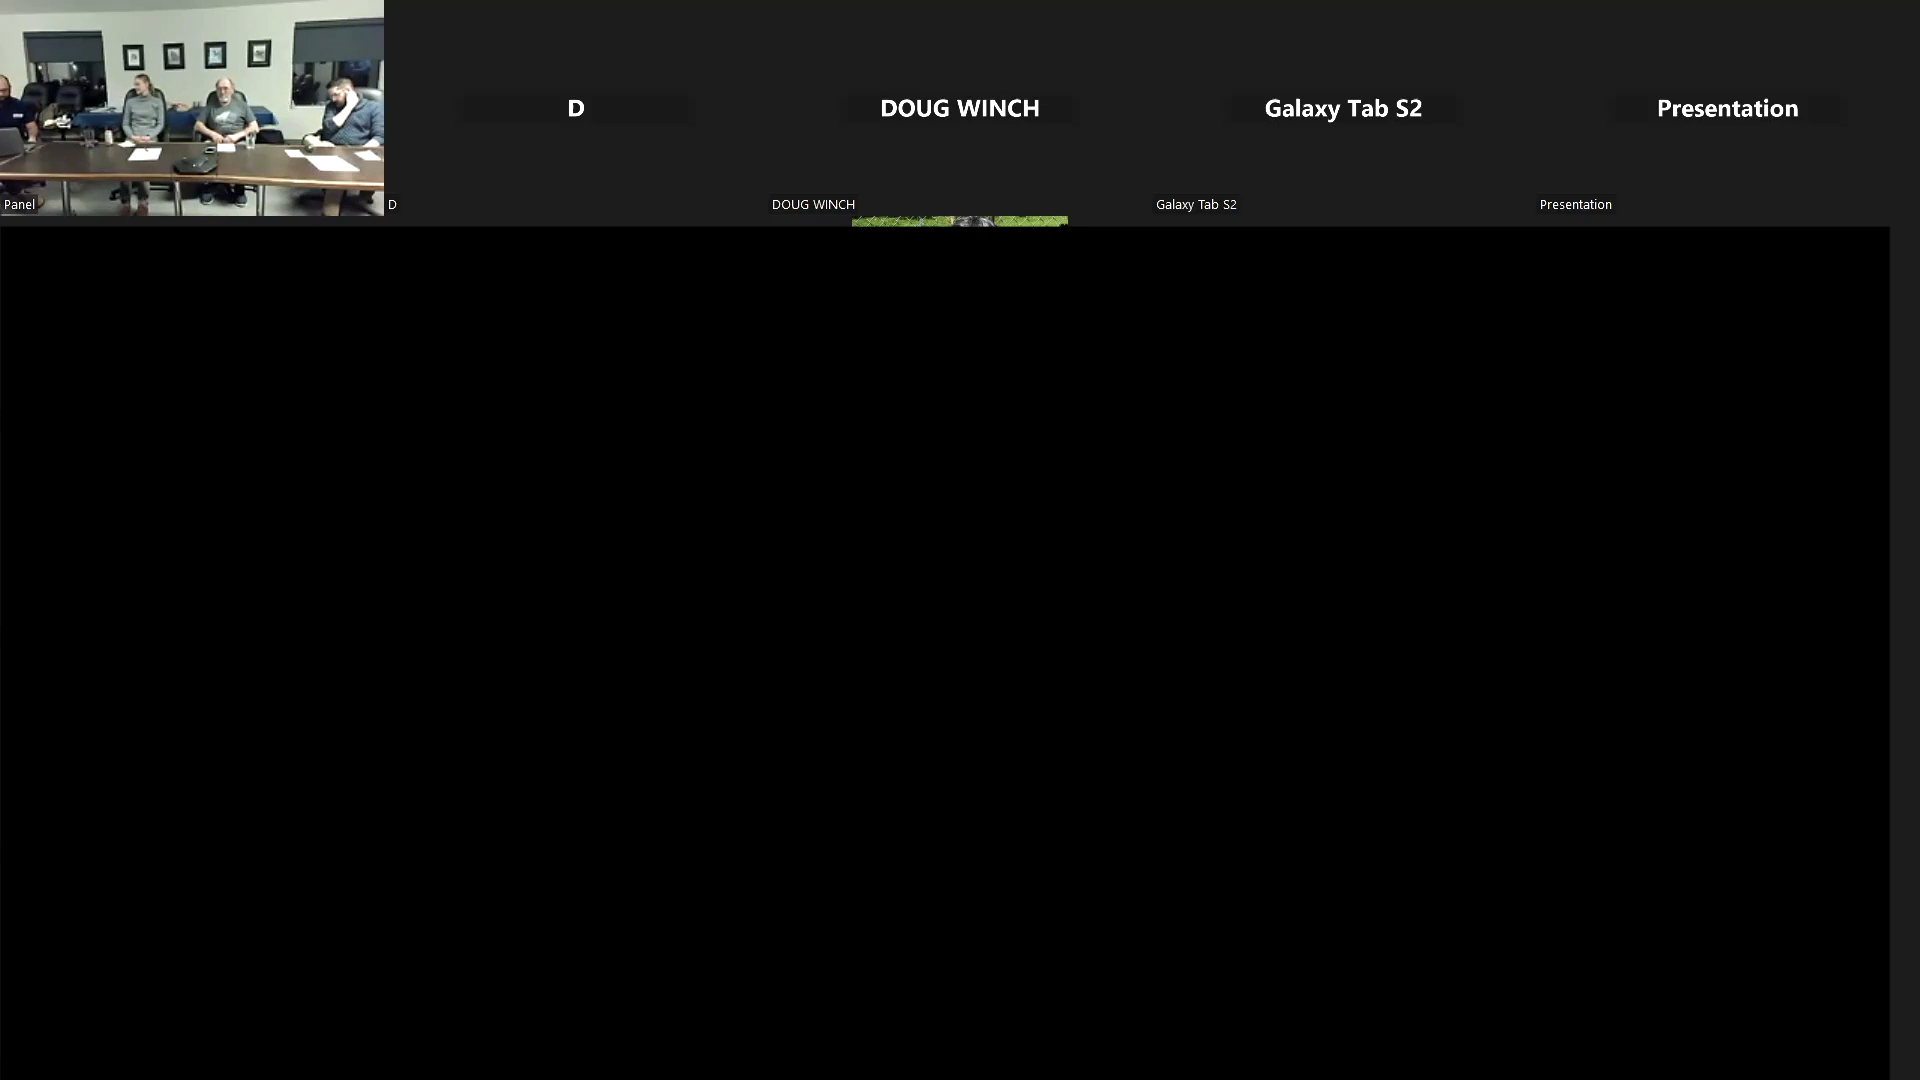 D
DOUG WINCH
Galaxy Tab S2
Presentation
Panel
D
DOUG WINCH
Galaxy Tab S2
Presentation